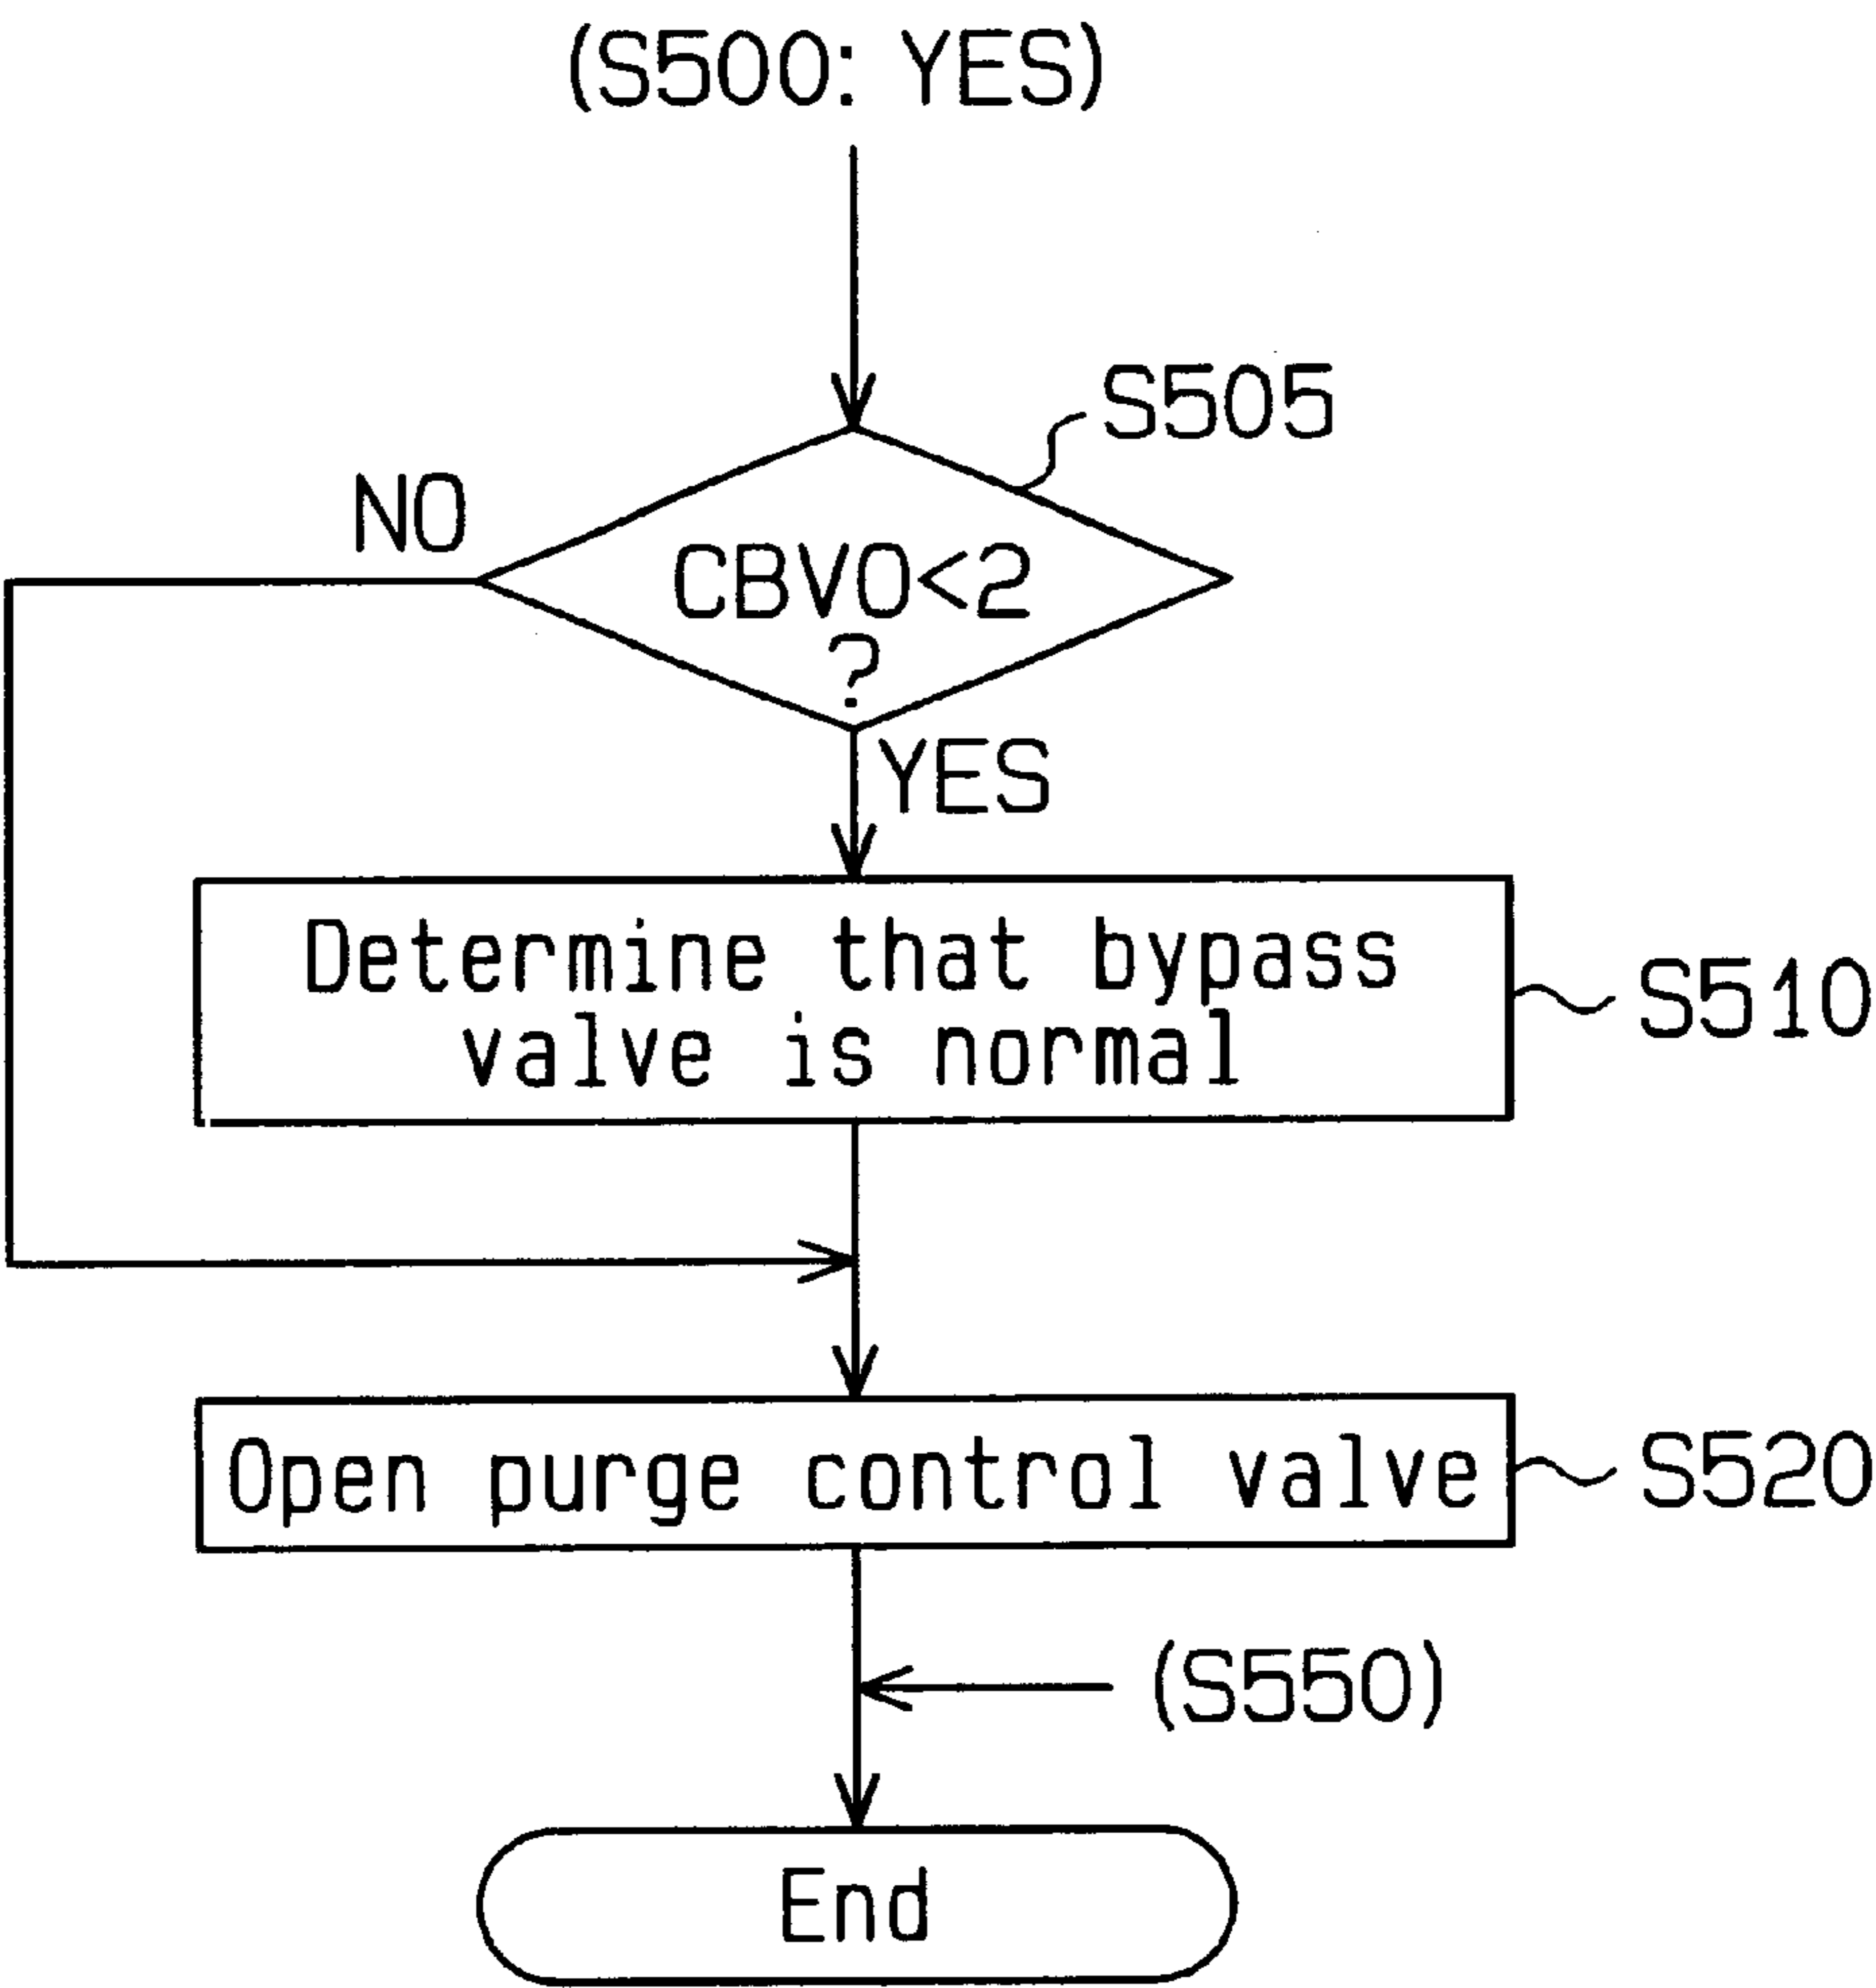 (S500: YES)
S505
NO
CBVO<2
?
YES
Determine that bypass
valve is normal
S510
Open purge control valve
S520
(S550)
End